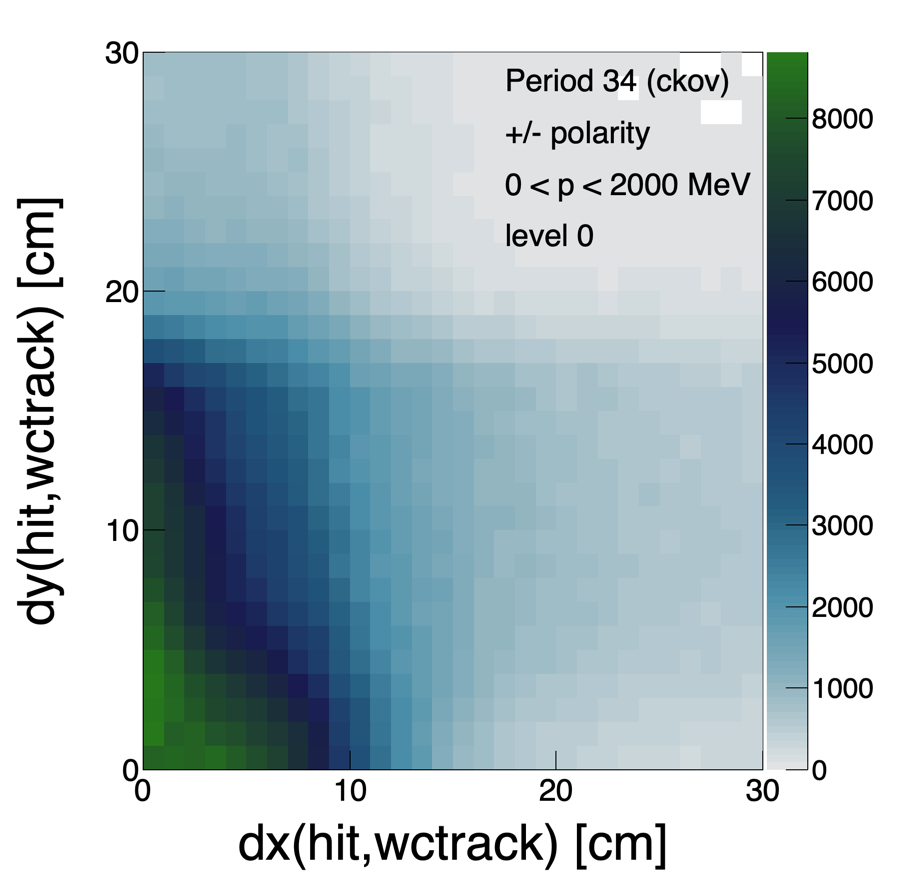 30
20
10
0
dy(hit,wctrack) [cm]
Period 34 (ckov)
+/- polarity
0 < p < 2000 MeV
level 0
8000
7000
6000
5000
4000
3000
2000
1000
0
0
10
20
30
dx(hit,wctrack) [cm]